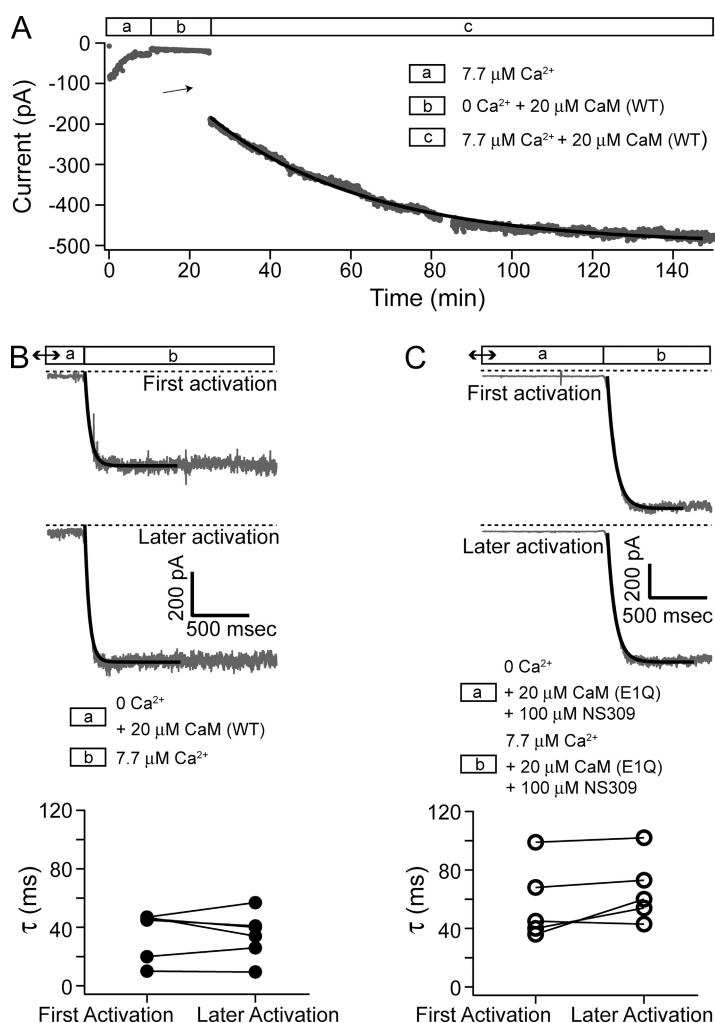 A
a b c
0
-100
-200
-300
-400
-500
Current (pA)
a 7.7 µM Ca²⁺
b 0 Ca²⁺ + 20 µM CaM (WT)
c 7.7 µM Ca²⁺ + 20 µM CaM (WT)
0 20 40 60 80 100 120 140
Time (min)
B
a b
First activation
Later activation
200 pA
500 msec
0 Ca²⁺
a
+ 20 µM CaM (WT)
b 7.7 µM Ca²⁺
120
80
40
0
τ (ms)
First Activation Later Activation
C
a b
First activation
Later activation
200 pA
500 msec
0 Ca²⁺
a + 20 µM CaM (E1Q)
+ 100 µM NS309
7.7 µM Ca²⁺
b + 20 µM CaM (E1Q)
+ 100 µM NS309
120
80
40
0
τ (ms)
First Activation Later Activation